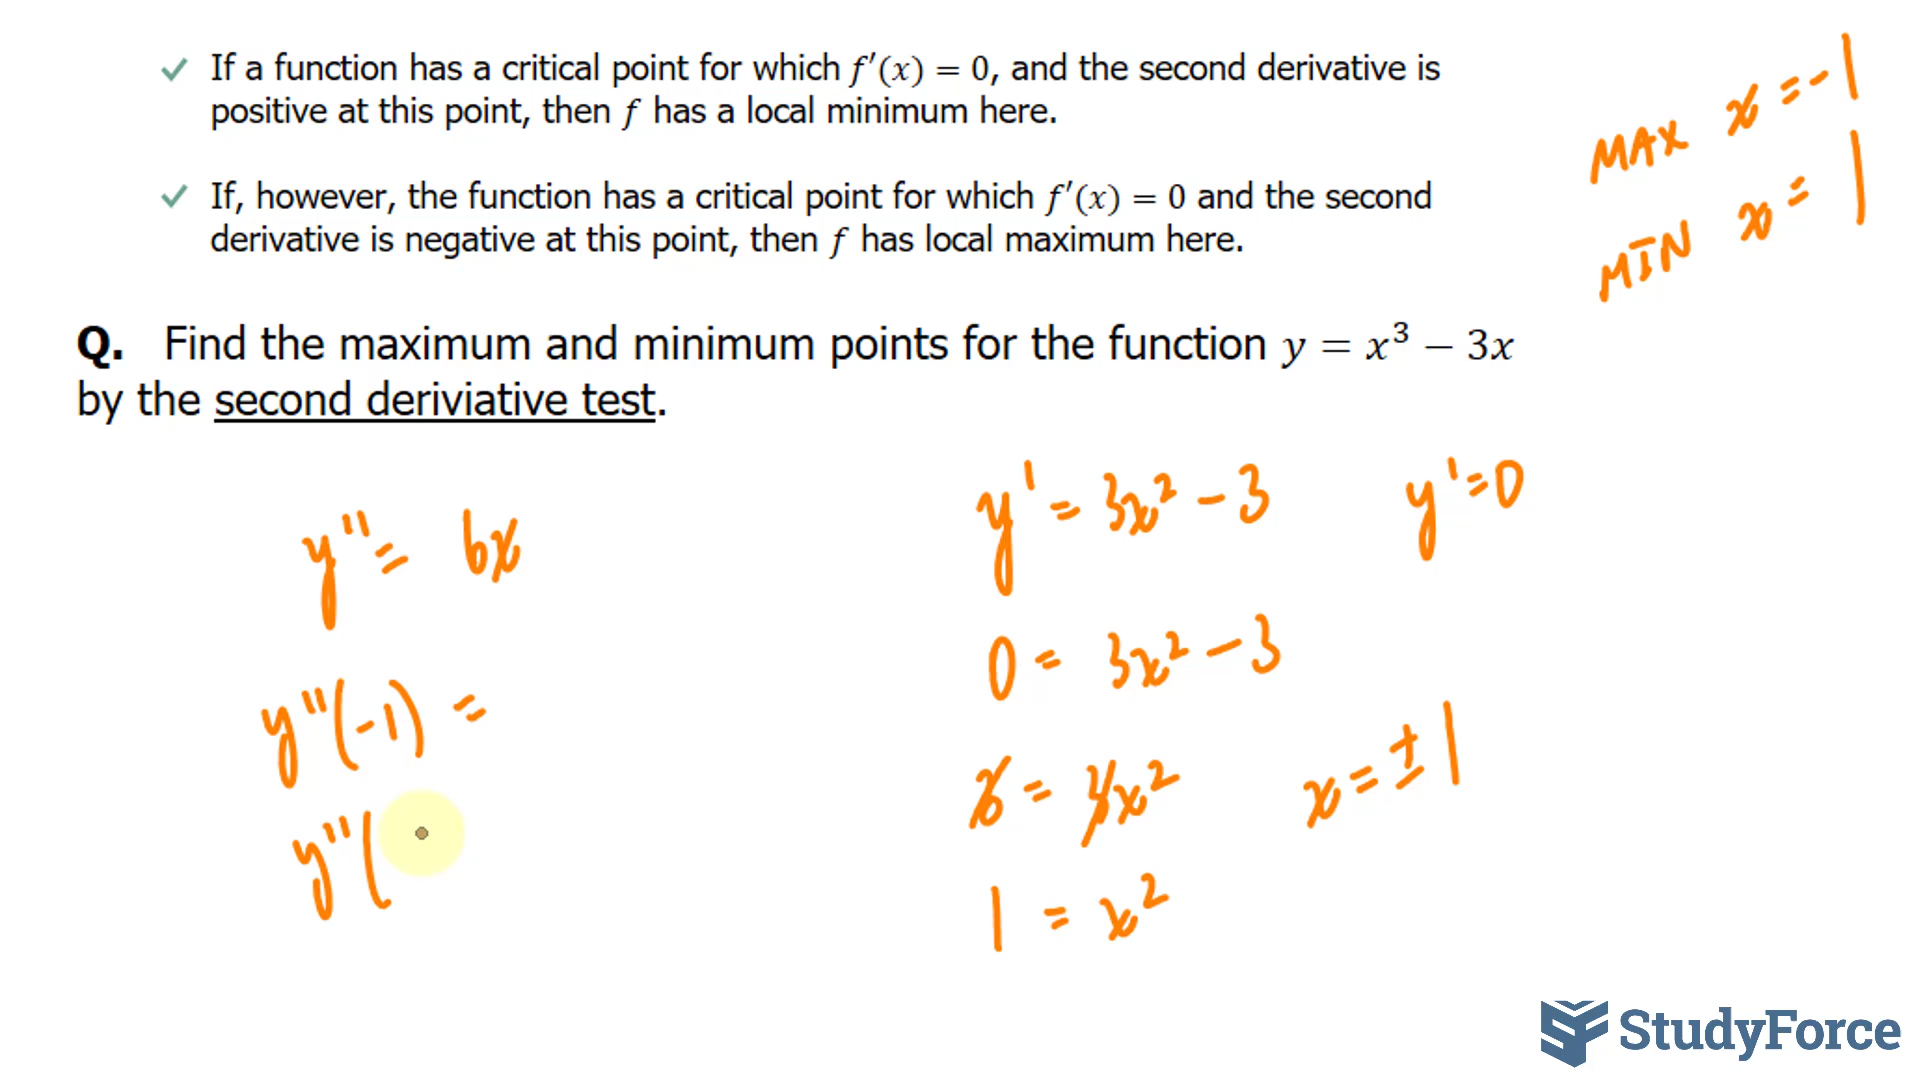 ✓ If a function has a critical point for which f′(x) = 0, and the second derivative is
positive at this point, then f has a local minimum here.
✓ If, however, the function has a critical point for which f′(x) = 0 and the second
derivative is negative at this point, then f has local maximum here.
MAX x = -1
MIN x = 1
Q. Find the maximum and minimum points for the function y = x³ − 3x
by the second deriviative test.
y'' = 6x
y''(-1) =
y''(
y' = 3x² - 3 y' = 0
0 = 3x² - 3
3 = 3x² x = ± 1
1 = x²
StudyForce